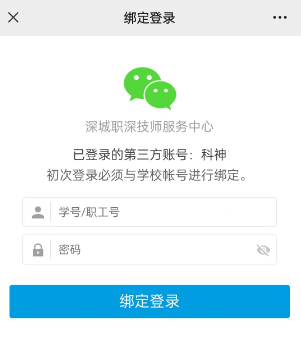 绑定登录
深城职深技师服务中心
已登录的第三方账号：科神
初次登录必须与学校帐号进行绑定。
学号/职工号
密码
绑定登录